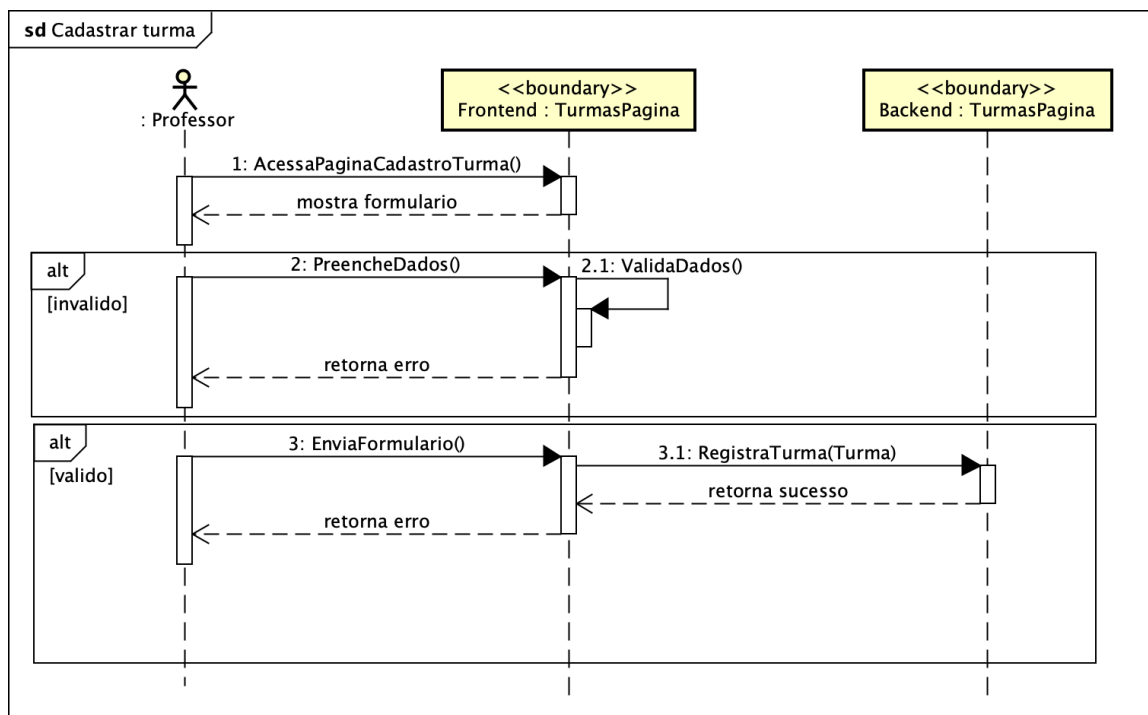 sd Cadastrar turma
: Professor
<<boundary>>
Frontend : TurmasPagina
<<boundary>>
Backend : TurmasPagina
1: AcessaPaginaCadastroTurma()
mostra formulario
alt
[invalido]
2: PreencheDados()
2.1: ValidaDados()
retorna erro
alt
[valido]
3: EnviaFormulario()
3.1: RegistraTurma(Turma)
retorna sucesso
retorna erro